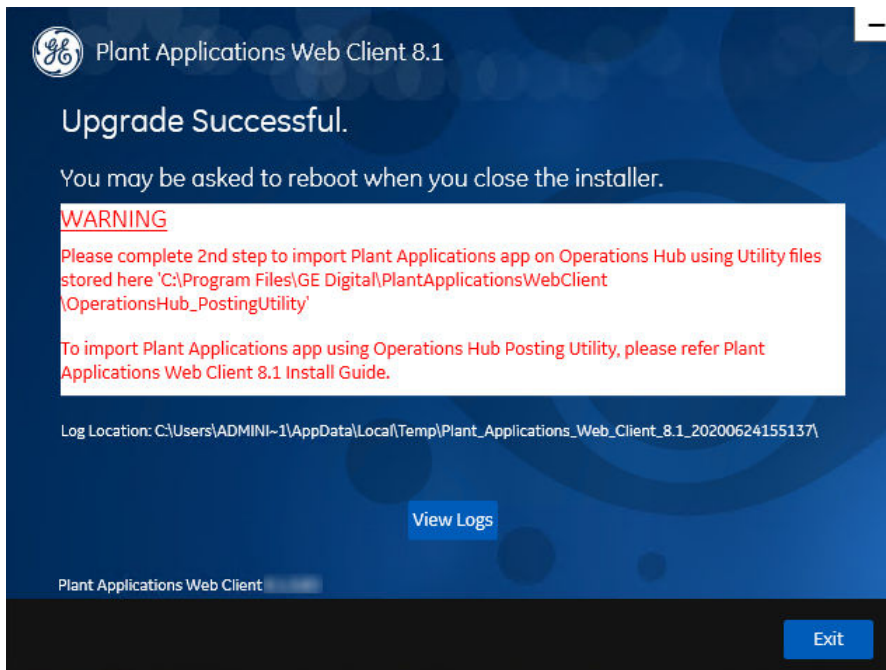 GE
Plant Applications Web Client 8.1
Upgrade Successful.
You may be asked to reboot when you close the installer.
WARNING
Please complete 2nd step to import Plant Applications app on Operations Hub using Utility files
stored here 'C:\Program Files\GE Digital\PlantApplicationsWebClient
\OperationsHub_PostingUtility'
To import Plant Applications app using Operations Hub Posting Utility, please refer Plant
Applications Web Client 8.1 Install Guide.
Log Location: C:\Users\ADMINI~1\AppData\Local\Temp\Plant_Applications_Web_Client_8.1_20200624155137\
View Logs
Plant Applications Web Client
Exit